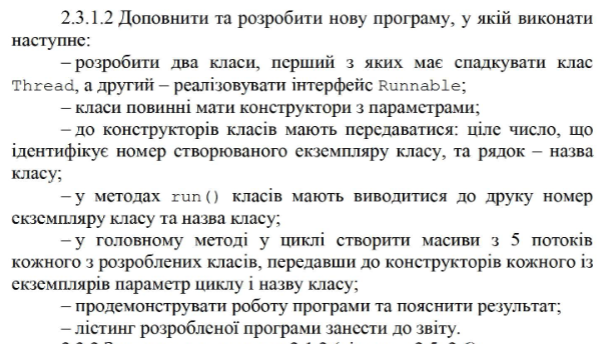 2.3.1.2 Доповнити та розробити нову програму, у якій виконати
наступне:
– розробити два класи, перший з яких має спадкувати клас
Thread, а другий – реалізовувати інтерфейс Runnable;
– класи повинні мати конструктори з параметрами;
– до конструкторів класів мають передаватися: ціле число, що
ідентифікує номер створюваного екземпляру класу, та рядок – назва
класу;
– у методах run() класів мають виводитися до друку номер
екземпляру класу та назва класу;
– у головному методі у циклі створити масиви з 5 потоків
кожного з розроблених класів, передавши до конструкторів кожного із
екземплярів параметр циклу і назву класу;
– продемонструвати роботу програми та пояснити результат;
– лістинг розробленої програми занести до звіту.